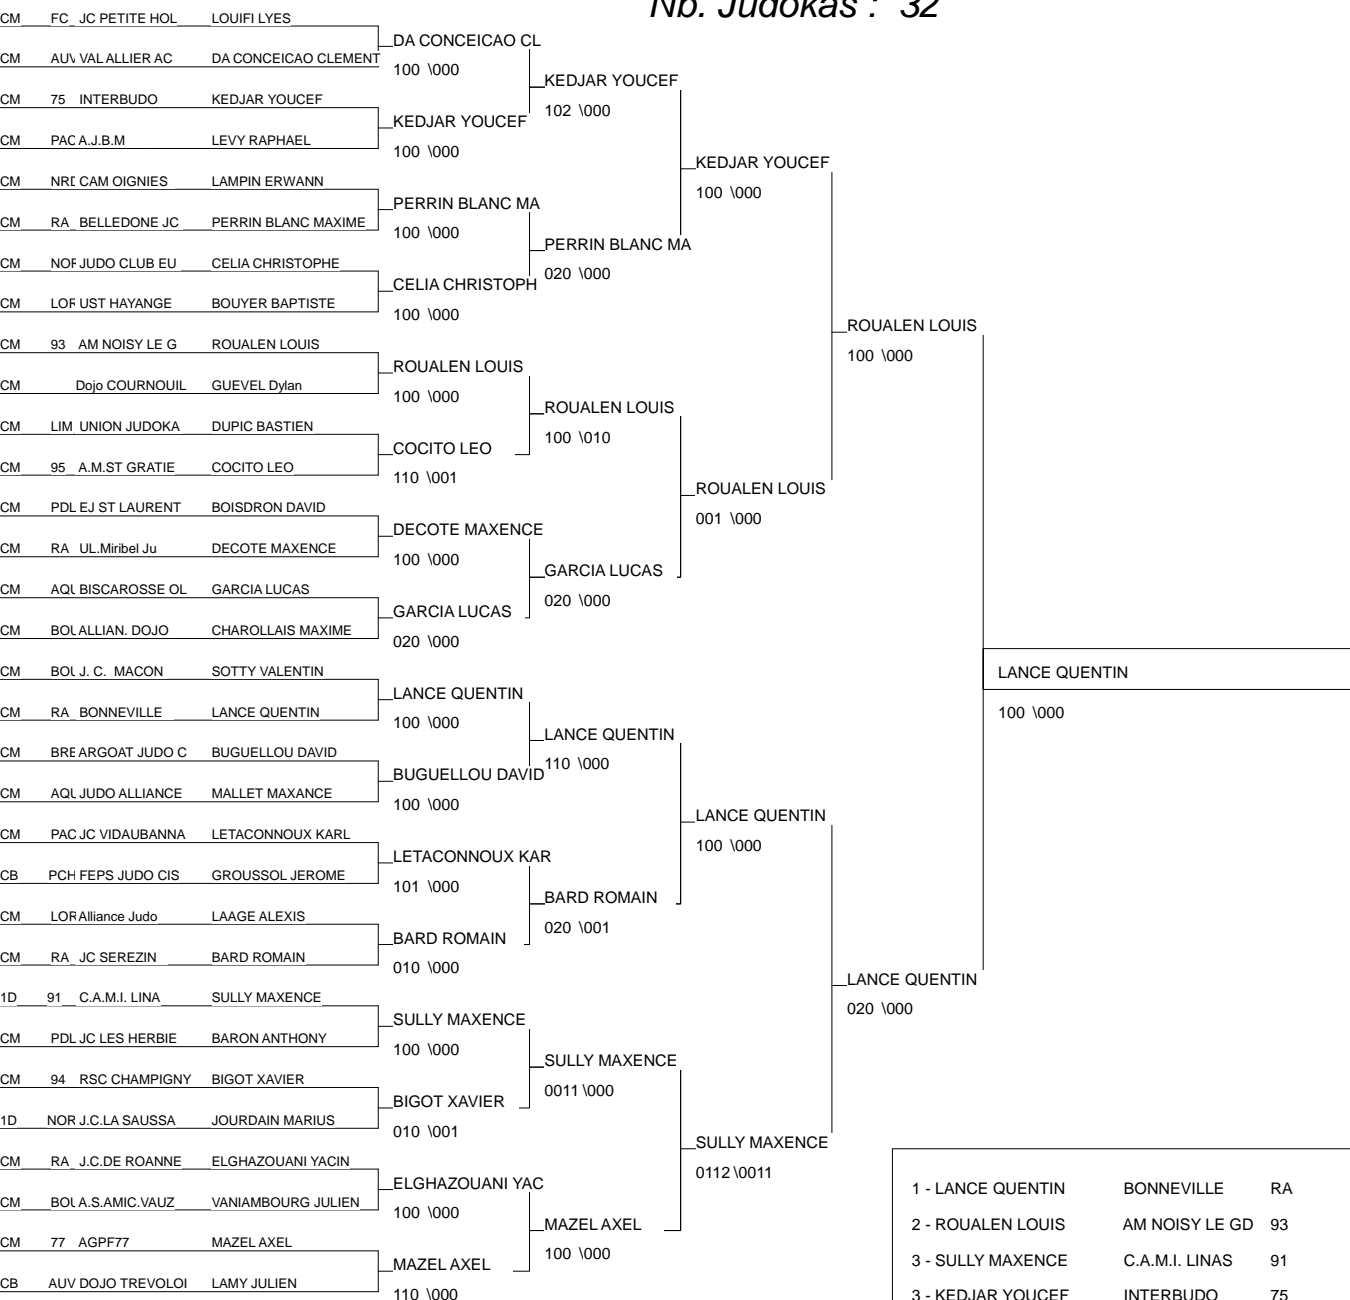 Nb. Judokas : 32
CM FC JC PETITE HOL LOUIFI LYES
CM AUV VAL ALLIER AC DA CONCEICAO CLEMENT
CM 75 INTERBUDO KEDJAR YOUCEF
CM PAC A.J.B.M LEVY RAPHAEL
CM NRD CAM OIGNIES LAMPIN ERWANN
CM RA BELLEDONE JC PERRIN BLANC MAXIME
CM NOR JUDO CLUB EU CELIA CHRISTOPHE
CM LOR UST HAYANGE BOUYER BAPTISTE
CM 93 AM NOISY LE G ROUALEN LOUIS
CM Dojo COURNOUIL GUEVEL Dylan
CM LIM UNION JUDOKA DUPIC BASTIEN
CM 95 A.M.ST GRATIE COCITO LEO
CM PDL EJ ST LAURENT BOISDRON DAVID
CM RA UL.Miribel Ju DECOTE MAXENCE
CM AQU BISCAROSSE OL GARCIA LUCAS
CM BOU ALLIAN. DOJO CHAROLLAIS MAXIME
CM BOU J. C. MACON SOTTY VALENTIN
CM RA BONNEVILLE LANCE QUENTIN
CM BRE ARGOAT JUDO C BUGUELLOU DAVID
CM AQU JUDO ALLIANCE MALLET MAXANCE
CM PAC JC VIDAUBANNA LETACONNOUX KARL
CB PCH FEPS JUDO CIS GROUSSOL JEROME
CM LOR Alliance Judo LAAGE ALEXIS
CM RA JC SEREZIN BARD ROMAIN
1D 91 C.A.M.I. LINA SULLY MAXENCE
CM PDL JC LES HERBIE BARON ANTHONY
CM 94 RSC CHAMPIGNY BIGOT XAVIER
1D NOR J.C.LA SAUSSA JOURDAIN MARIUS
CM RA J.C.DE ROANNE ELGHAZOUANI YACIN
CM BOU A.S.AMIC.VAUZ VANIAMBOURG JULIEN
CM 77 AGPF77 MAZEL AXEL
CB AUV DOJO TREVOLOI LAMY JULIEN
DA CONCEICAO CL
100 \000
KEDJAR YOUCEF
100 \000
PERRIN BLANC MA
100 \000
CELIA CHRISTOPH
100 \000
ROUALEN LOUIS
100 \000
COCITO LEO
110 \001
DECOTE MAXENCE
100 \000
GARCIA LUCAS
020 \000
LANCE QUENTIN
100 \000
BUGUELLOU DAVID
100 \000
LETACONNOUX KAR
101 \000
BARD ROMAIN
010 \000
SULLY MAXENCE
100 \000
BIGOT XAVIER
010 \001
ELGHAZOUANI YAC
100 \000
MAZEL AXEL
110 \000
KEDJAR YOUCEF
102 \000
PERRIN BLANC MA
020 \000
ROUALEN LOUIS
100 \010
GARCIA LUCAS
020 \000
LANCE QUENTIN
110 \000
BARD ROMAIN
020 \001
SULLY MAXENCE
0011 \000
MAZEL AXEL
100 \000
KEDJAR YOUCEF
100 \000
ROUALEN LOUIS
001 \000
LANCE QUENTIN
100 \000
SULLY MAXENCE
0112 \0011
ROUALEN LOUIS
100 \000
LANCE QUENTIN
020 \000
LANCE QUENTIN
100 \000
1 - LANCE QUENTIN BONNEVILLE RA
2 - ROUALEN LOUIS AM NOISY LE GD 93
3 - SULLY MAXENCE C.A.M.I. LINAS 91
3 - KEDJAR YOUCEF INTERBUDO 75